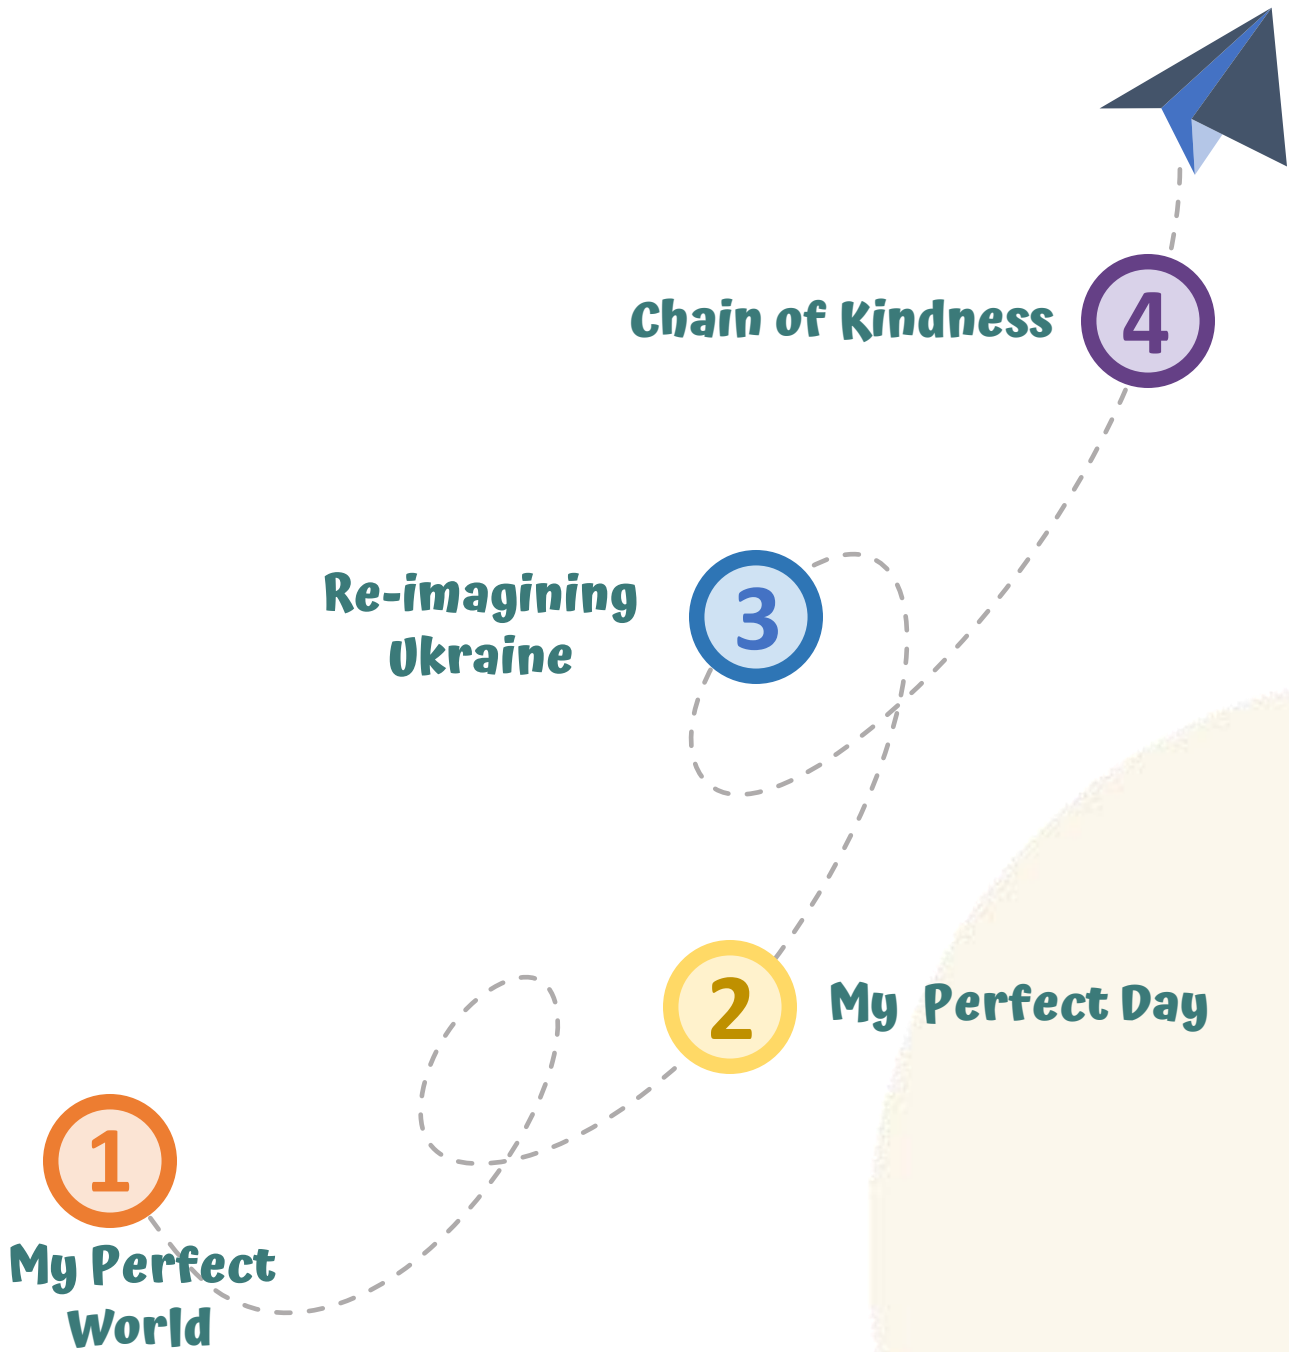 Chain of Kindness
4
Re-imagining
Ukraine
3
2
My Perfect Day
1
My Perfect
World